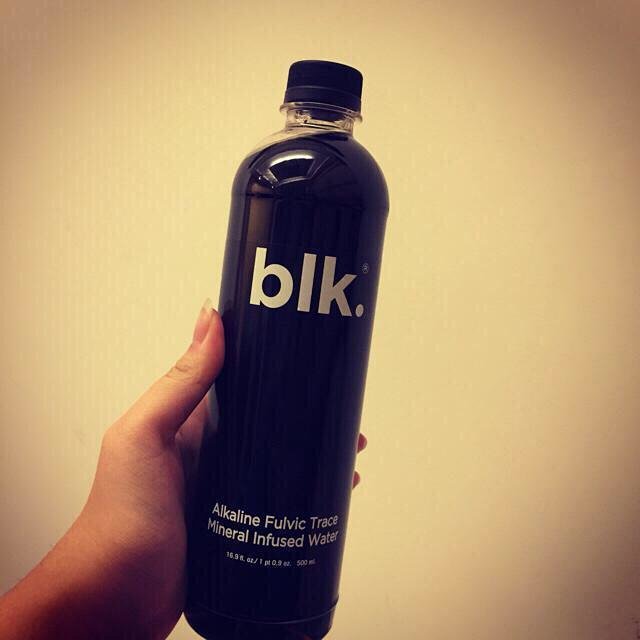 blk.®
Alkaline Fulvic Trace
Mineral Infused Water
16.9 fl. oz./ 1 pt 0.9 oz. 500 mL